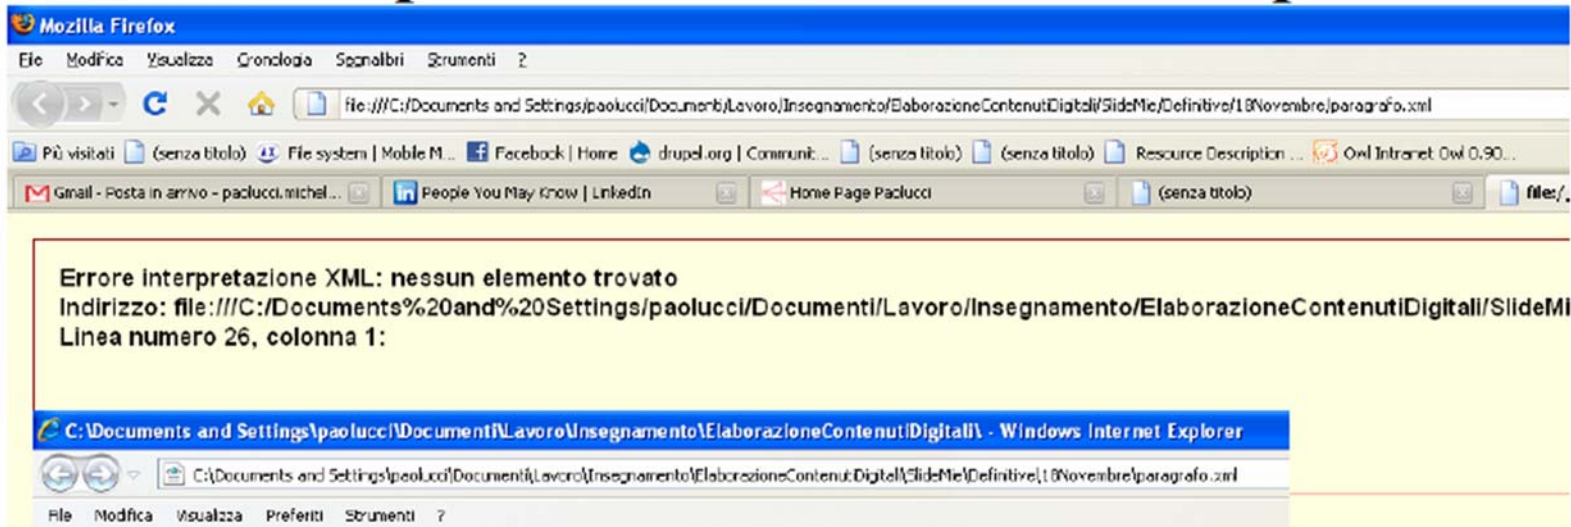 Mozilla Firefox
File Modifica Visualizza Cronologia Segnalibri Strumenti ?
file:///C:/Documents and Settings/paolucci/Documenti/Lavoro/Insegnamento/ElaborazioneContenutiDigitali/SlideMie/Definitive/18Novembre/paragrafo.xml
Più visitati (senza titolo) File system | Mobile M... Facebook | Home drupal.org | Communit... (senza titolo) (senza titolo) Resource Description ... Owl Intranet Owl 0.90...
Gmail - Posta in arrivo - paolucci.michel... People You May Know | LinkedIn Home Page Paolucci (senza titolo) file:/
Errore interpretazione XML: nessun elemento trovato
Indirizzo: file:///C:/Documents%20and%20Settings/paolucci/Documenti/Lavoro/Insegnamento/ElaborazioneContenutiDigitali/SlideMi
Linea numero 26, colonna 1:
C:\Documents and Settings\paolucci\Documenti\Lavoro\Insegnamento\ElaborazioneContenutiDigitali\ - Windows Internet Explorer
C:\Documents and Settings\paolucci\Documenti\Lavoro\Insegnamento\ElaborazioneContenutiDigitali\SlideMie\Definitive\18Novembre\paragrafo.xml
File Modifica Visualizza Preferiti Strumenti ?